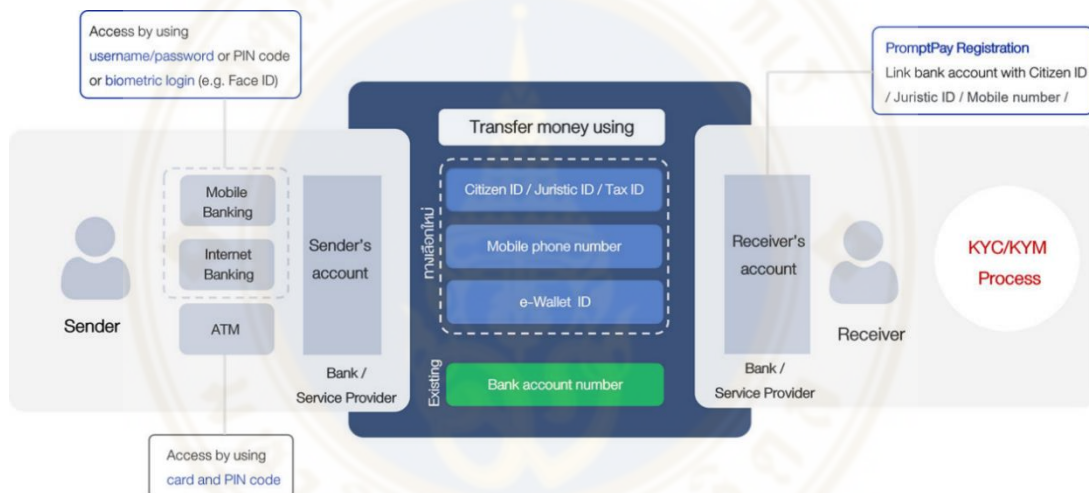 Access by using
username/password or PIN code
or biometric login (e.g. Face ID)
PromptPay Registration
Link bank account with Citizen ID
/ Juristic ID / Mobile number /
Transfer money using
Mobile
Banking
Internet
Banking
ATM
Sender
Sender's
account
Bank /
Service Provider
ทางเลือกใหม่
Citizen ID / Juristic ID / Tax ID
Mobile phone number
e-Wallet ID
Existing
Bank account number
Receiver's
account
Bank /
Service Provider
Receiver
KYC/KYM
Process
Access by using
card and PIN code